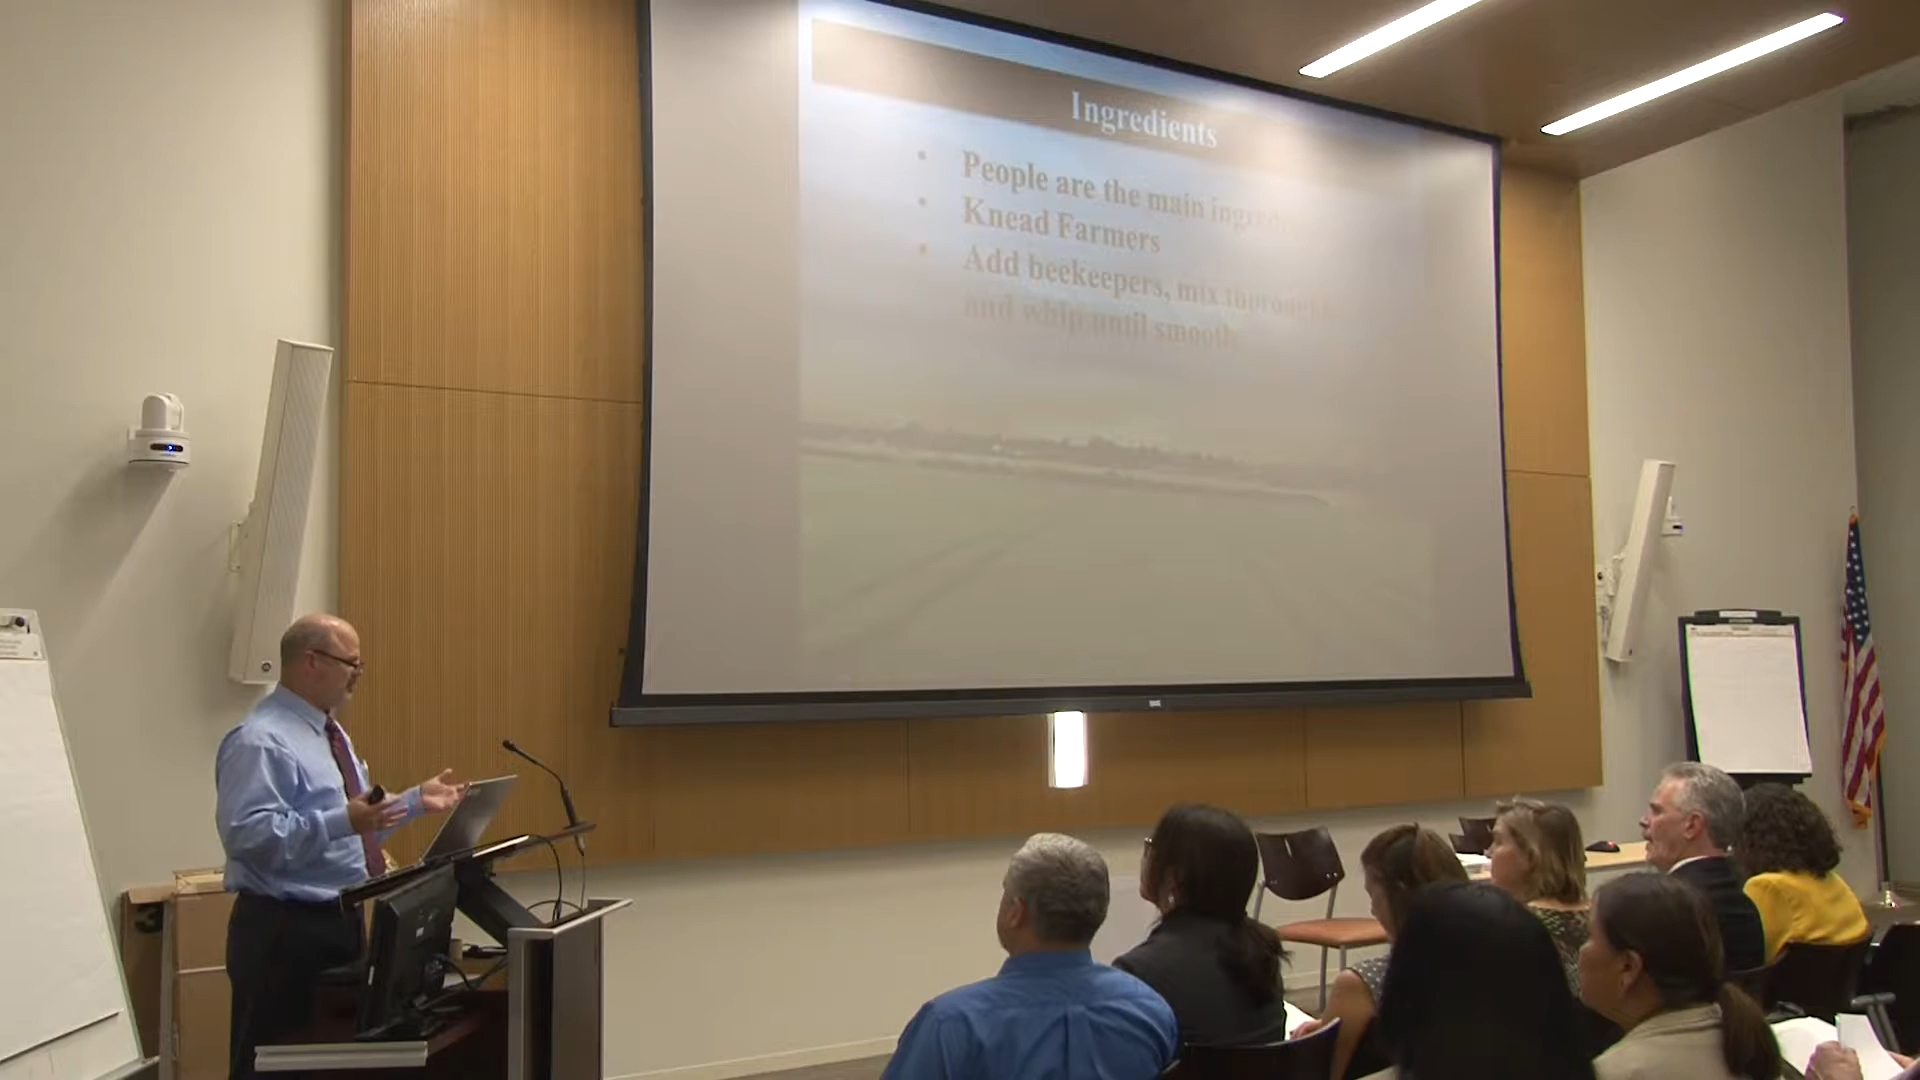 Ingredients
• People are the main
• Knead Farmers
• Add beekeepers, mix
and whip until smooth